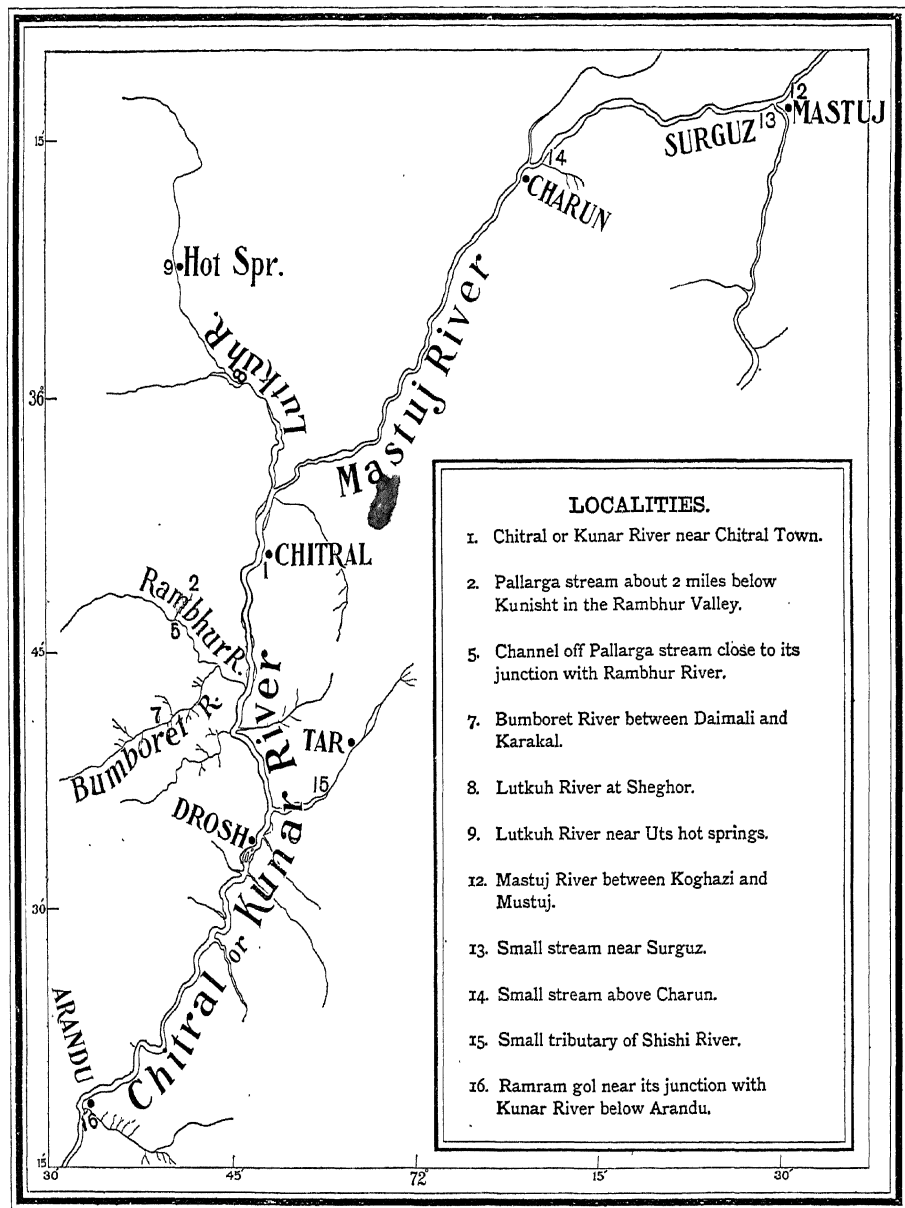 12
MASTUJ
13
SURGUZ
15'
14
CHARUN
9 Hot Spr.
Lutkuh R.
8
Mastuj River
36°
LOCALITIES.
1. Chitral or Kunar River near Chitral Town.
2. Pallarga stream about 2 miles below
Kunisht in the Rambhur Valley.
5. Channel off Pallarga stream close to its
junction with Rambhur River.
7. Bumboret River between Daimali and
Karakal.
8. Lutkuh River at Sheghor.
9. Lutkuh River near Uts hot springs.
12. Mastuj River between Koghazi and
Mustuj.
13. Small stream near Surguz.
14. Small stream above Charun.
15. Small tributary of Shishi River.
16. Ramram gol near its junction with
Kunar River below Arandu.
CHITRAL
1
2
Rambhur R.
5
45'
7
Bumboret R.
TAR
15
DROSH
Chitral or Kunar River
30'
ARANDU
16
15'
30' 45' 72° 15' 30'